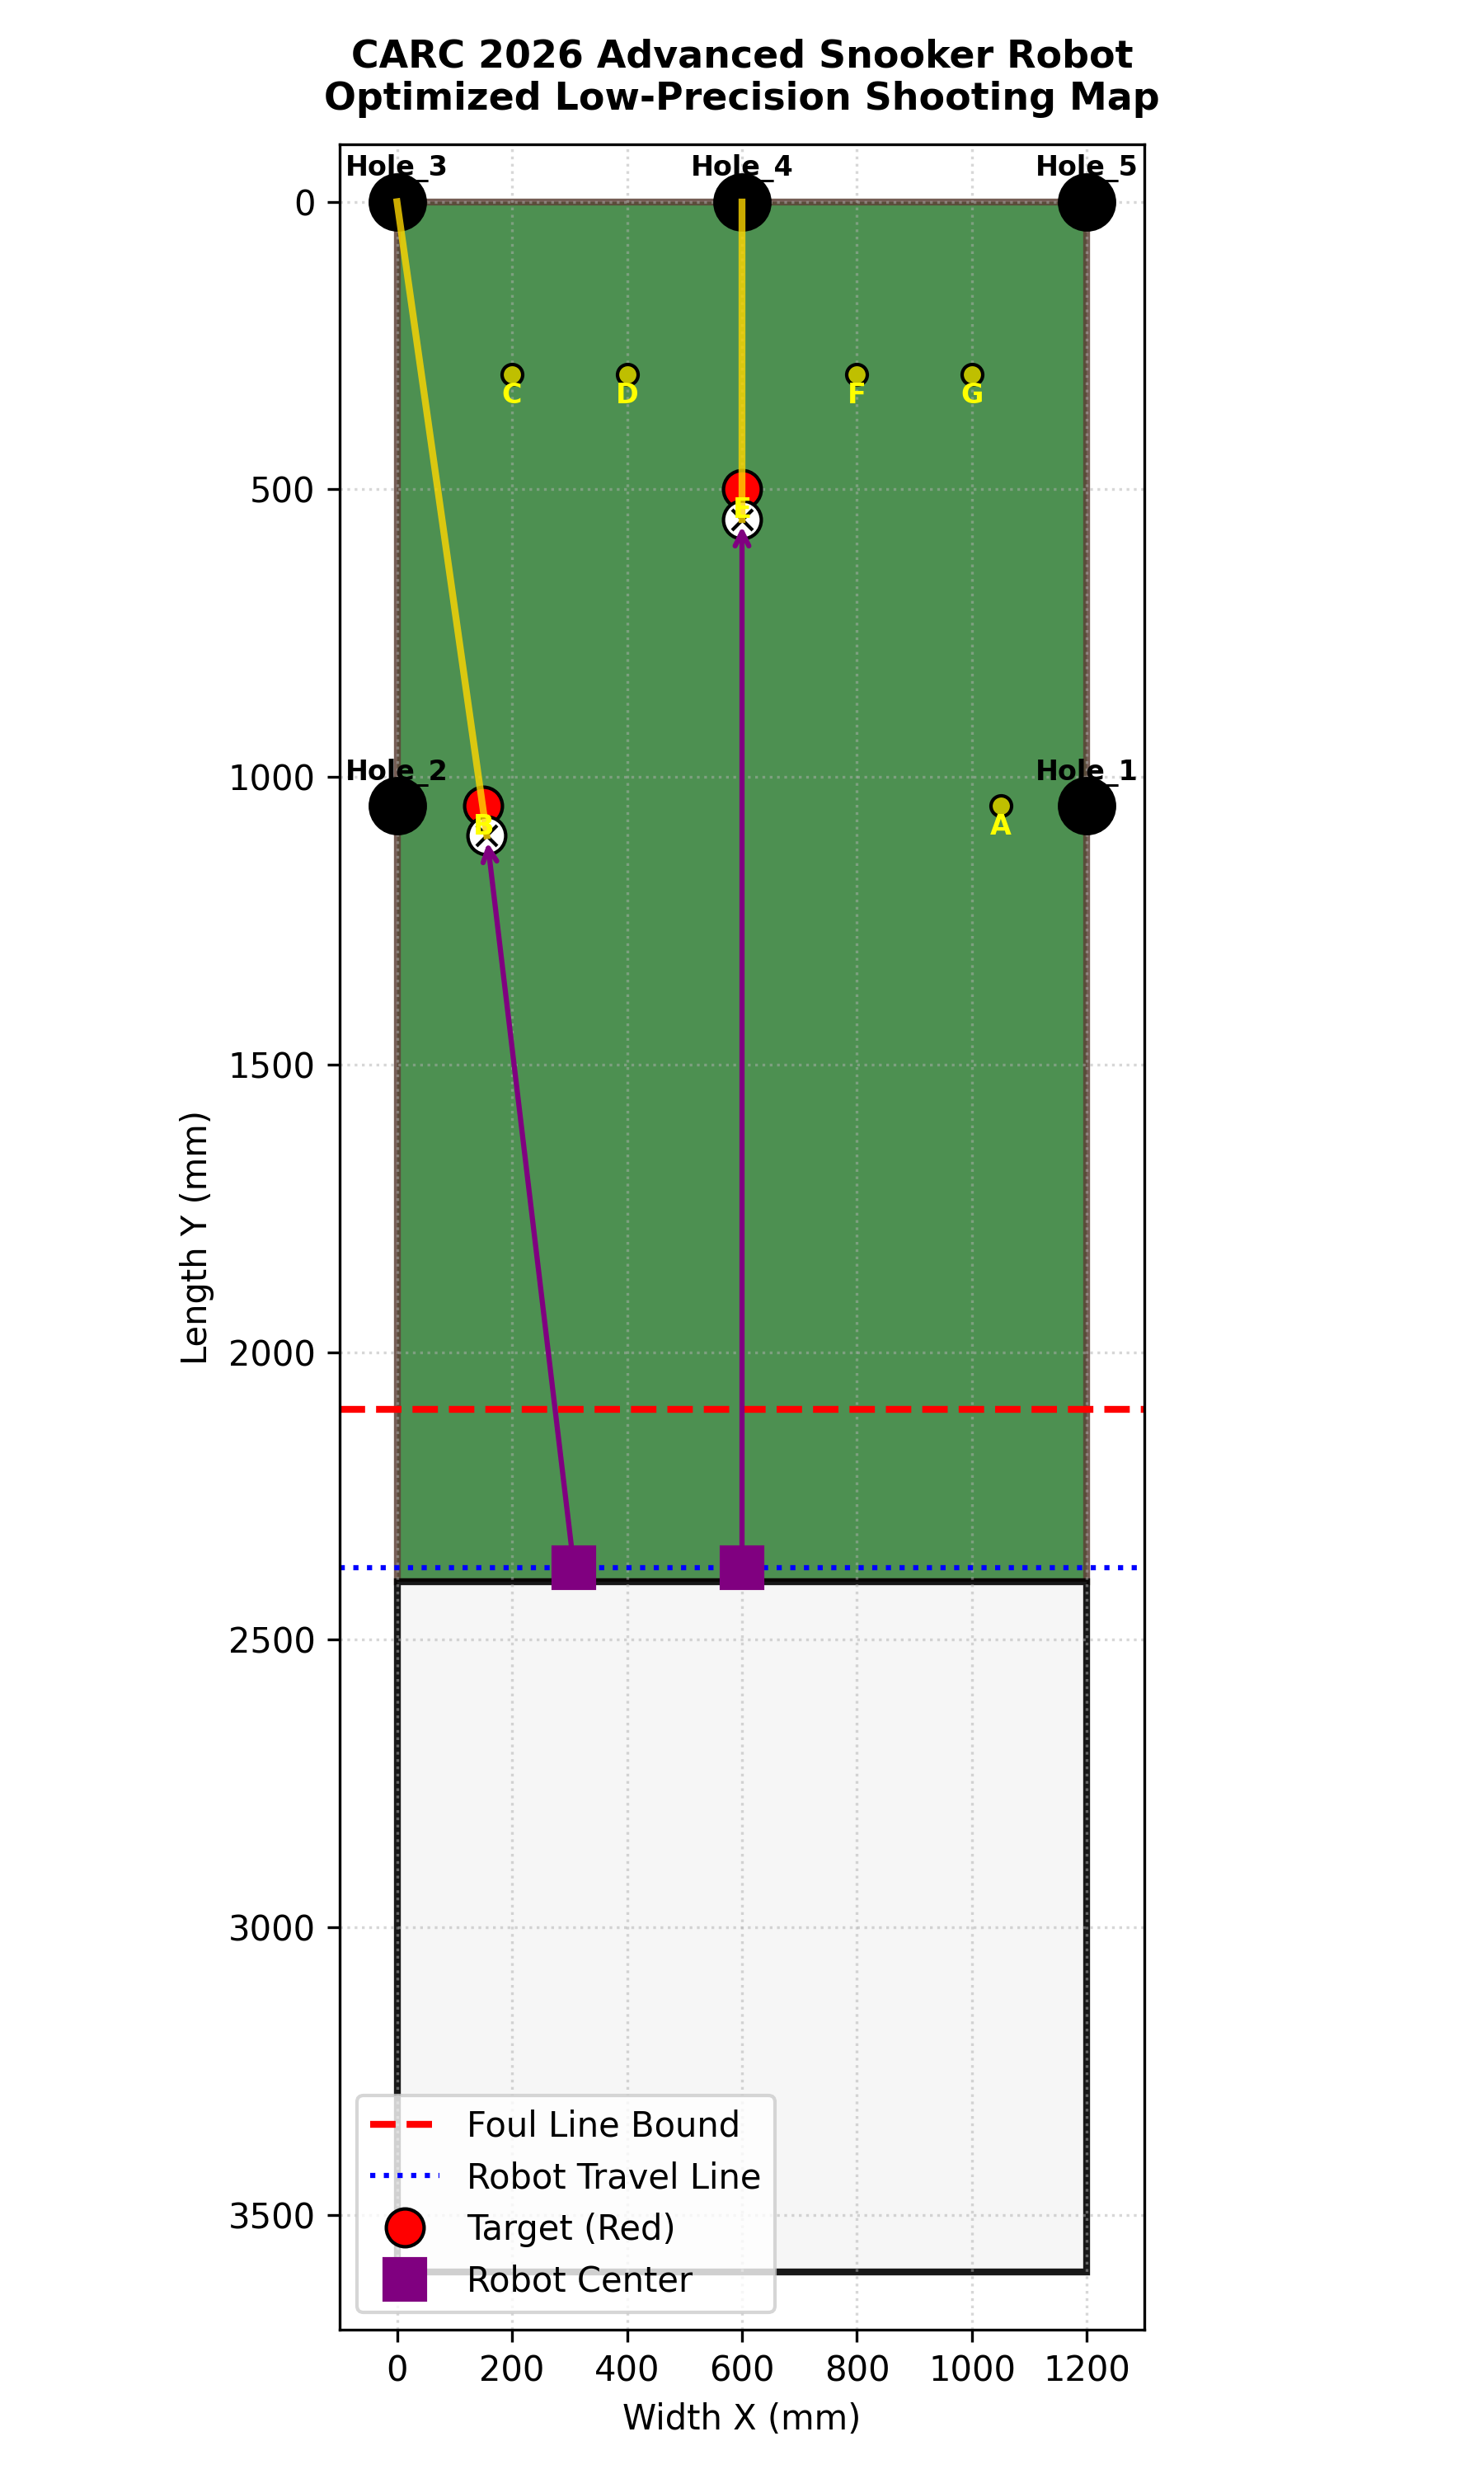 CARC 2026 Advanced Snooker Robot
Optimized Low-Precision Shooting Map
Hole_3
Hole_4
Hole_5
0
C
D
F
G
500
E
1000
Hole_2
Hole_1
B
A
1500
2000
2500
3000
3500
Length Y (mm)
Foul Line Bound
Robot Travel Line
Target (Red)
Robot Center
0
200
400
600
800
1000
1200
Width X (mm)